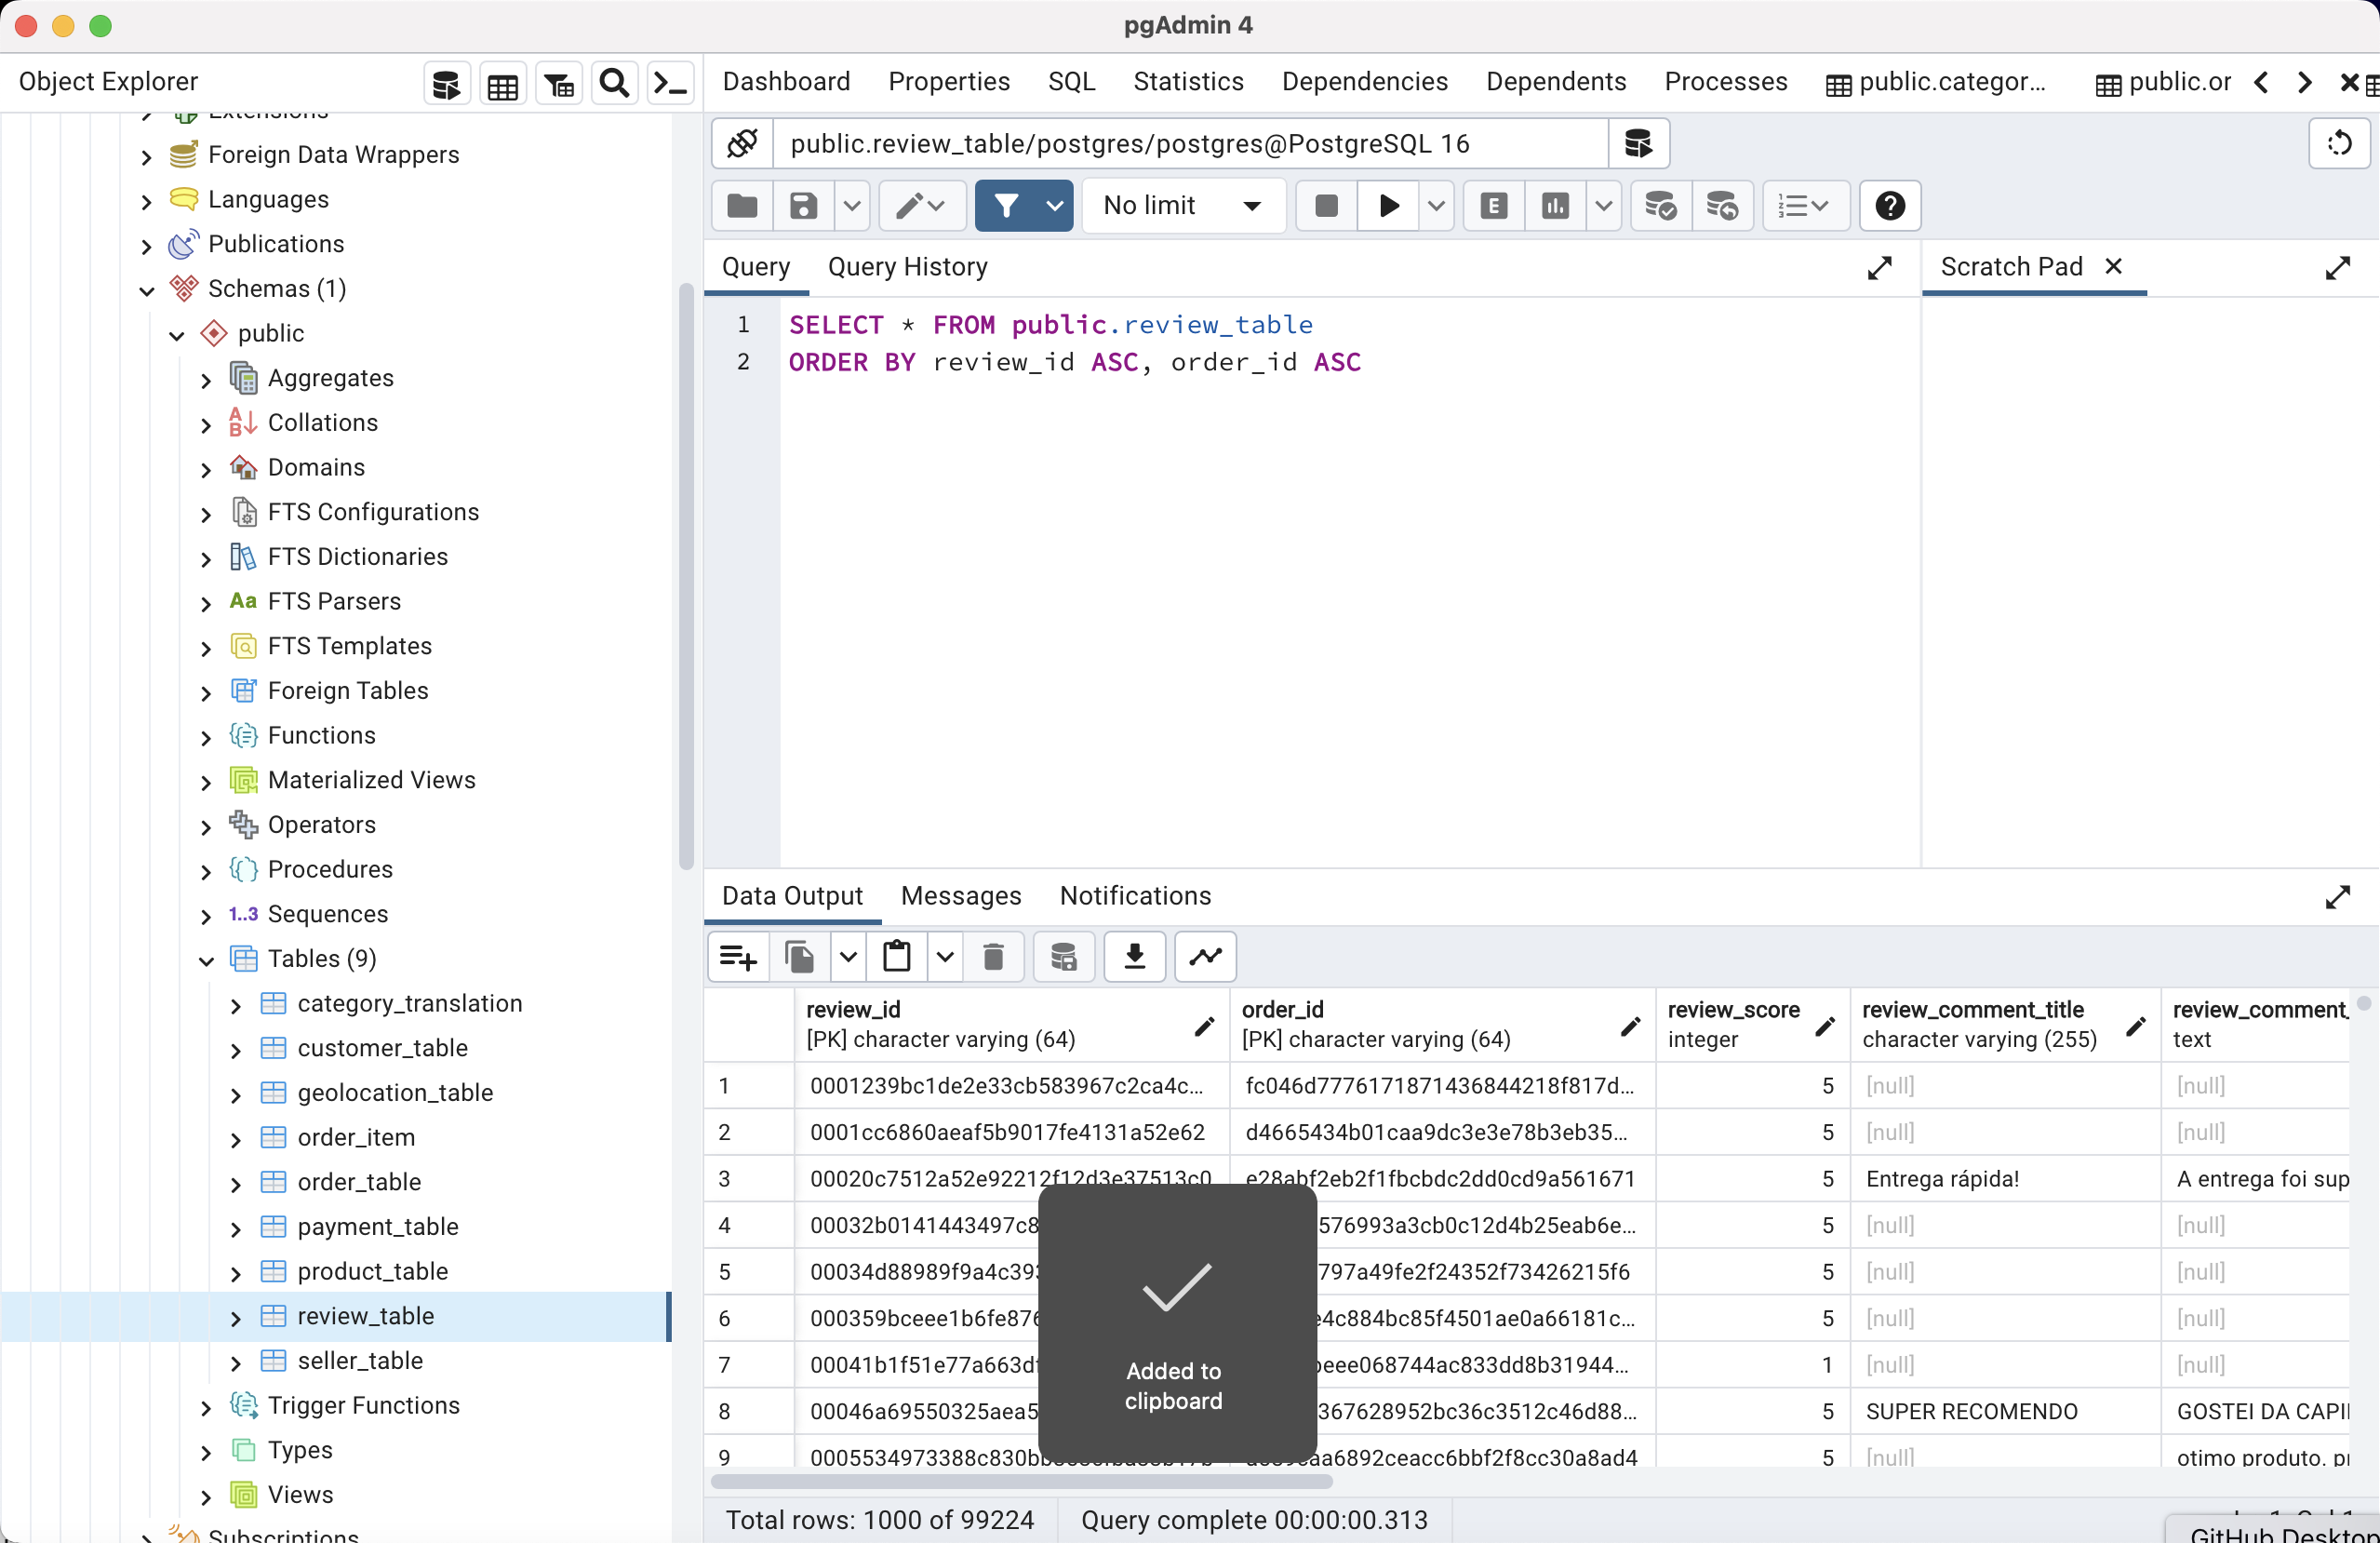 pgAdmin 4
Object Explorer
Dashboard Properties SQL Statistics Dependencies Dependents Processes public.categor... public.or
Extensions
Foreign Data Wrappers
Languages
Publications
Schemas (1)
public
Aggregates
Collations
Domains
FTS Configurations
FTS Dictionaries
Aa FTS Parsers
FTS Templates
Foreign Tables
Functions
Materialized Views
Operators
Procedures
1..3 Sequences
Tables (9)
category_translation
customer_table
geolocation_table
order_item
order_table
payment_table
product_table
review_table
seller_table
Trigger Functions
Types
Views
Subscriptions
public.review_table/postgres/postgres@PostgreSQL 16
No limit
E
Query Query History
Scratch Pad
1 SELECT * FROM public.review_table
2 ORDER BY review_id ASC, order_id ASC
Data Output Messages Notifications
review_id order_id review_score review_comment_title review_comment_
[PK] character varying (64) [PK] character varying (64) integer character varying (255) text
1 0001239bc1de2e33cb583967c2ca4c... fc046d7776171871436844218f817d... 5 [null] [null]
2 0001cc6860aeaf5b9017fe4131a52e62 d4665434b01caa9dc3e3e78b3eb35... 5 [null] [null]
3 00020c7512a52e92212f12d3e37513c0 e28abf2eb2f1fbcbdc2dd0cd9a561671 5 Entrega rápida! A entrega foi sup
4 00032b0141443497c8 576993a3cb0c12d4b25eab6e... 5 [null] [null]
5 00034d88989f9a4c39 797a49fe2f24352f73426215f6 5 [null] [null]
6 000359bceee1b6fe876 e4c884bc85f4501ae0a66181c... 5 [null] [null]
7 00041b1f51e77a663d beee068744ac833dd8b31944... 1 [null] [null]
8 00046a69550325aea5 367628952bc36c3512c46d88... 5 SUPER RECOMENDO GOSTEI DA CAPI
9 0005534973388c830b aa6892ceacc6bbf2f8cc30a8ad4 5 [null] otimo produto. pr
Added to
clipboard
Total rows: 1000 of 99224 Query complete 00:00:00.313
GitHub Desktop